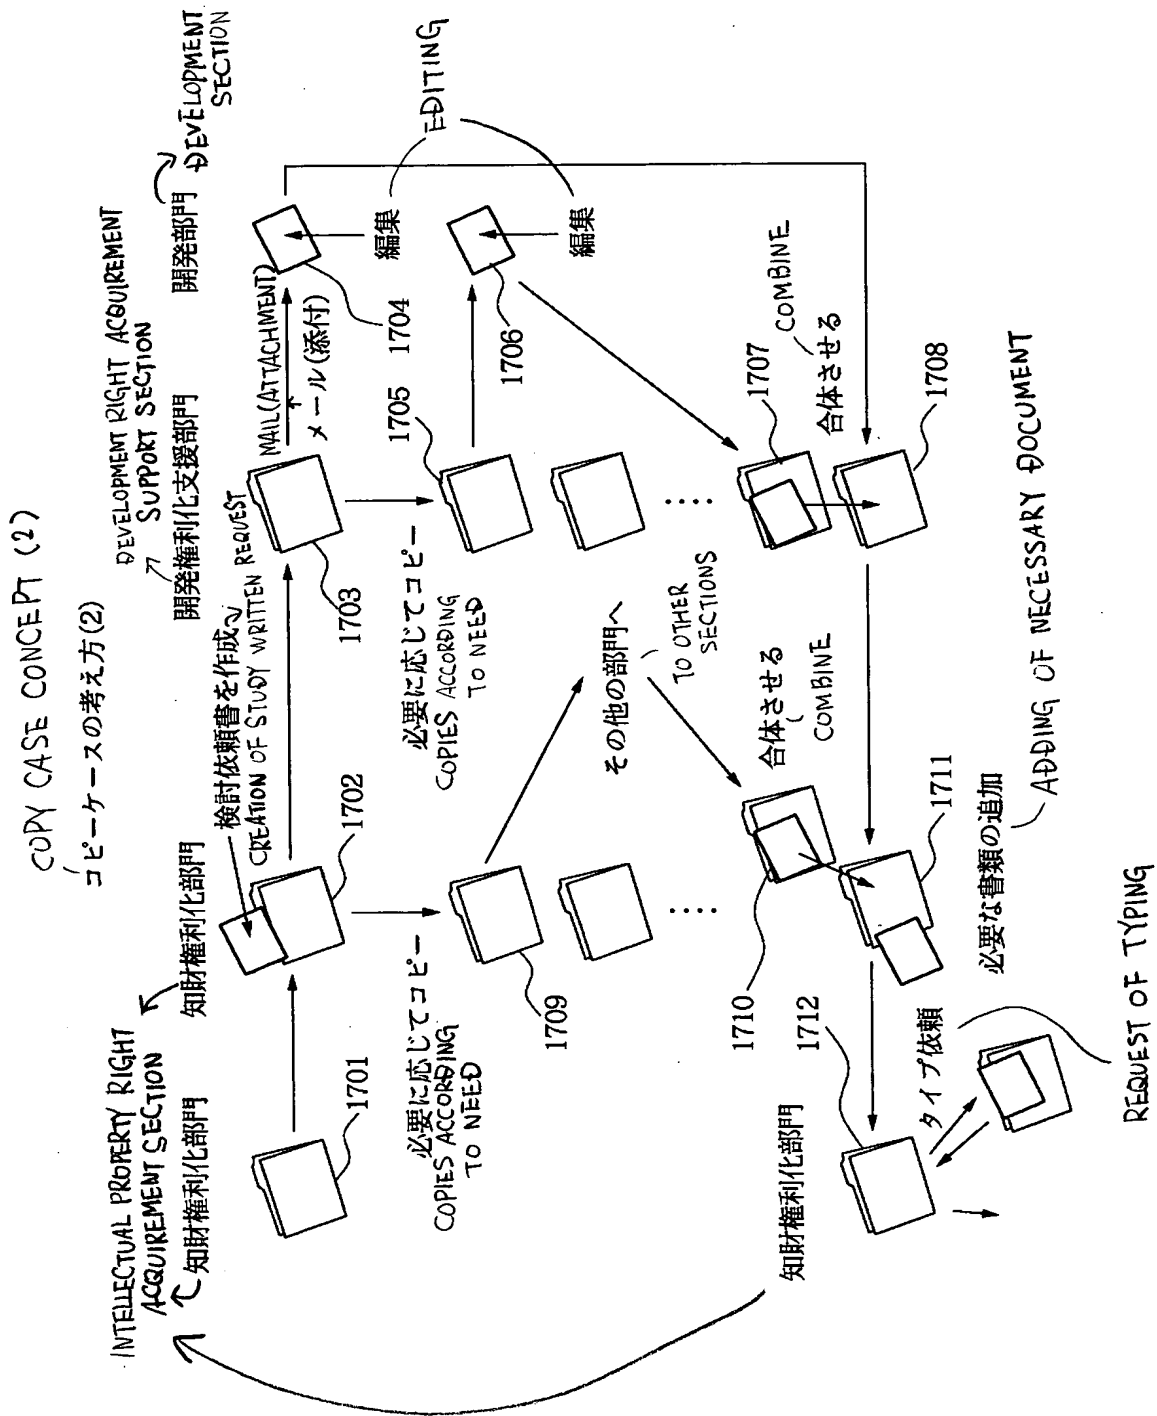 COPY CASE CONCEPT (2)
コピーケースの考え方(2)
INTELLECTUAL PROPERTY RIGHT
ACQUIREMENT SECTION
知財権利化部門
知財権利化部門
DEVELOPMENT RIGHT ACQUIREMENT
SUPPORT SECTION
開発権利化支援部門
DEVELOPMENT
SECTION
開発部門
検討依頼書を作成
CREATION OF STUDY WRITTEN REQUEST
MAIL(ATTACHMENT)
メール(添付)
1701
1702
1703
1704
編集
EDITING
必要に応じてコピー
COPIES ACCORDING
TO NEED
必要に応じてコピー
COPIES ACCORDING
TO NEED
1705
1706
編集
1709
その他の部門へ
TO OTHER
SECTIONS
1707
合体させる
COMBINE
1708
合体させる
COMBINE
1710
1711
必要な書類の追加
ADDING OF NECESSARY DOCUMENT
知財権利化部門
1712
タイプ依頼
REQUEST OF TYPING